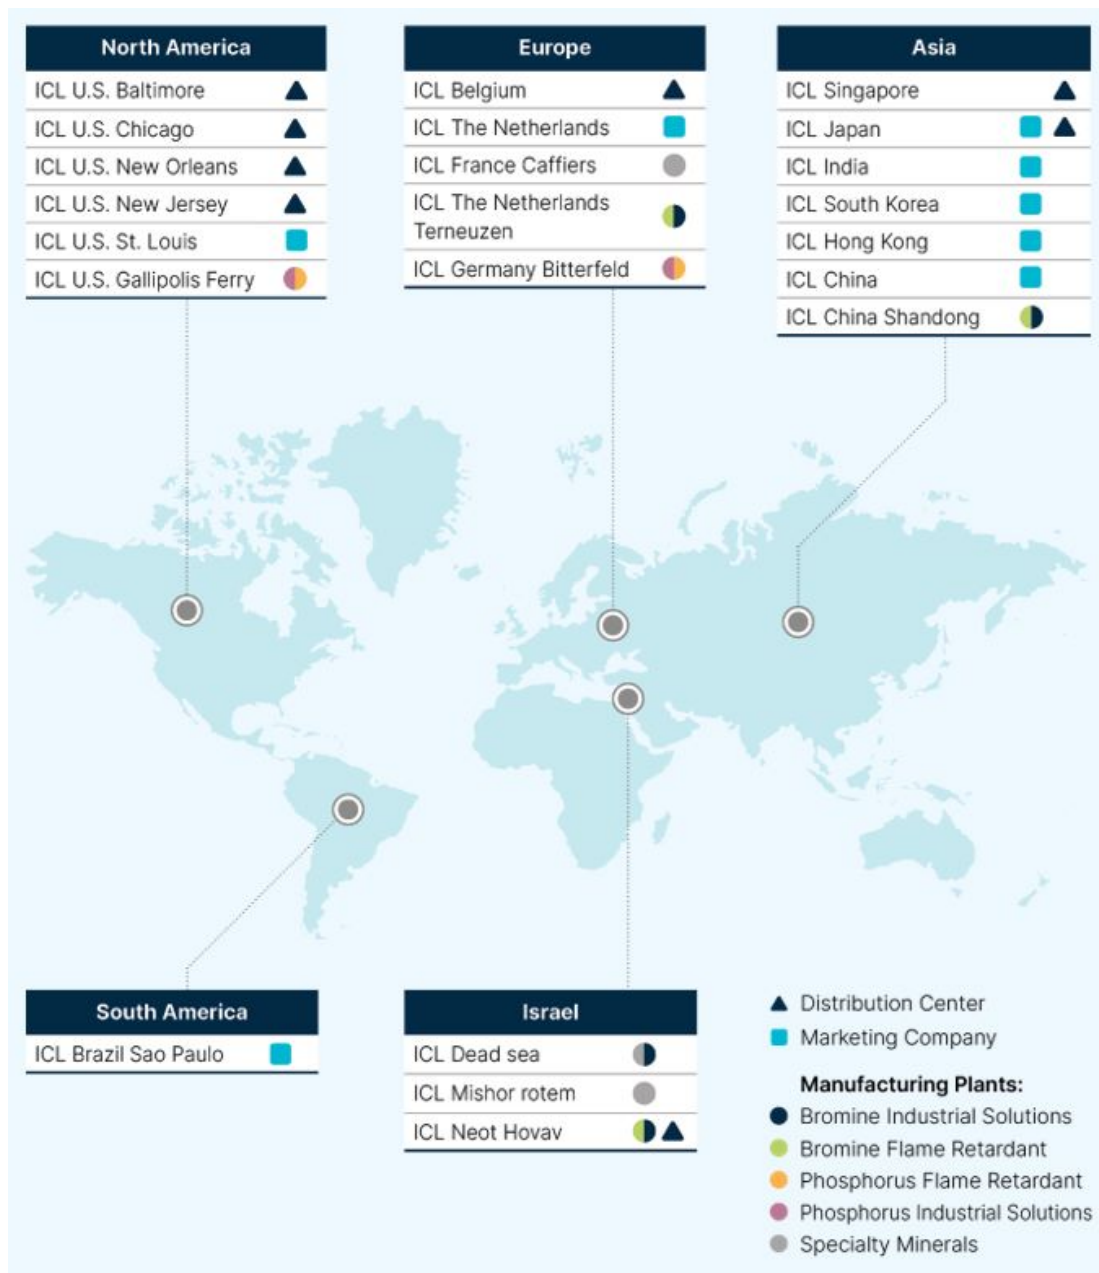 North America
ICL U.S. Baltimore
ICL U.S. Chicago
ICL U.S. New Orleans
ICL U.S. New Jersey
ICL U.S. St. Louis
ICL U.S. Gallipolis Ferry
Europe
ICL Belgium
ICL The Netherlands
ICL France Caffiers
ICL The Netherlands
Terneuzen
ICL Germany Bitterfeld
Asia
ICL Singapore
ICL Japan
ICL India
ICL South Korea
ICL Hong Kong
ICL China
ICL China Shandong
South America
ICL Brazil Sao Paulo
Israel
ICL Dead sea
ICL Mishor rotem
ICL Neot Hovav
Distribution Center
Marketing Company
Manufacturing Plants:
Bromine Industrial Solutions
Bromine Flame Retardant
Phosphorus Flame Retardant
Phosphorus Industrial Solutions
Specialty Minerals